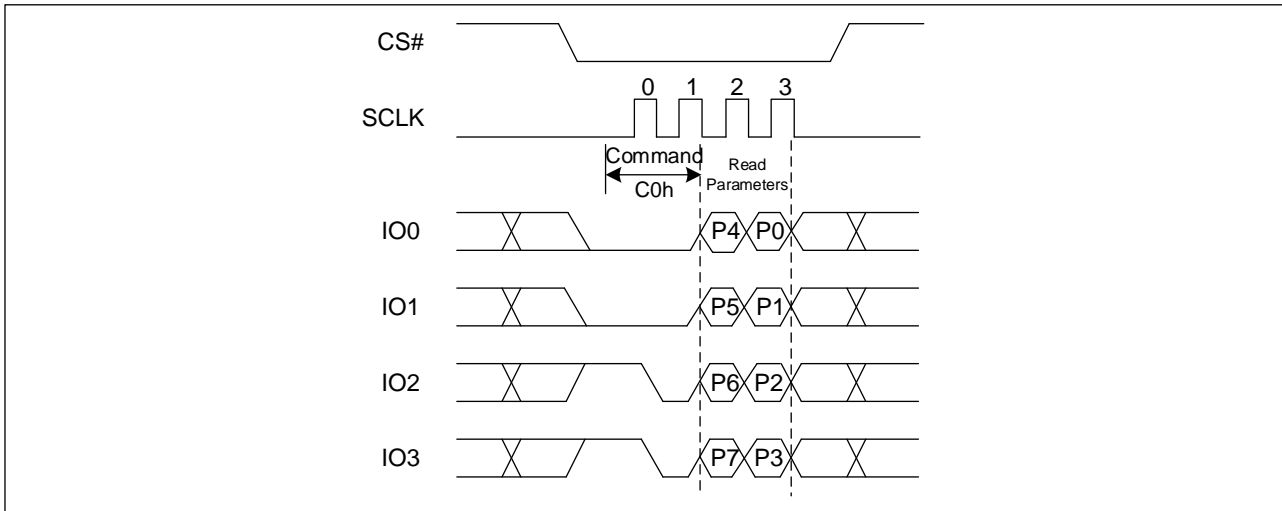 CS#
0 1 2 3
SCLK
Command
C0h
Read
Parameters
IO0 P4 P0
IO1 P5 P1
IO2 P6 P2
IO3 P7 P3